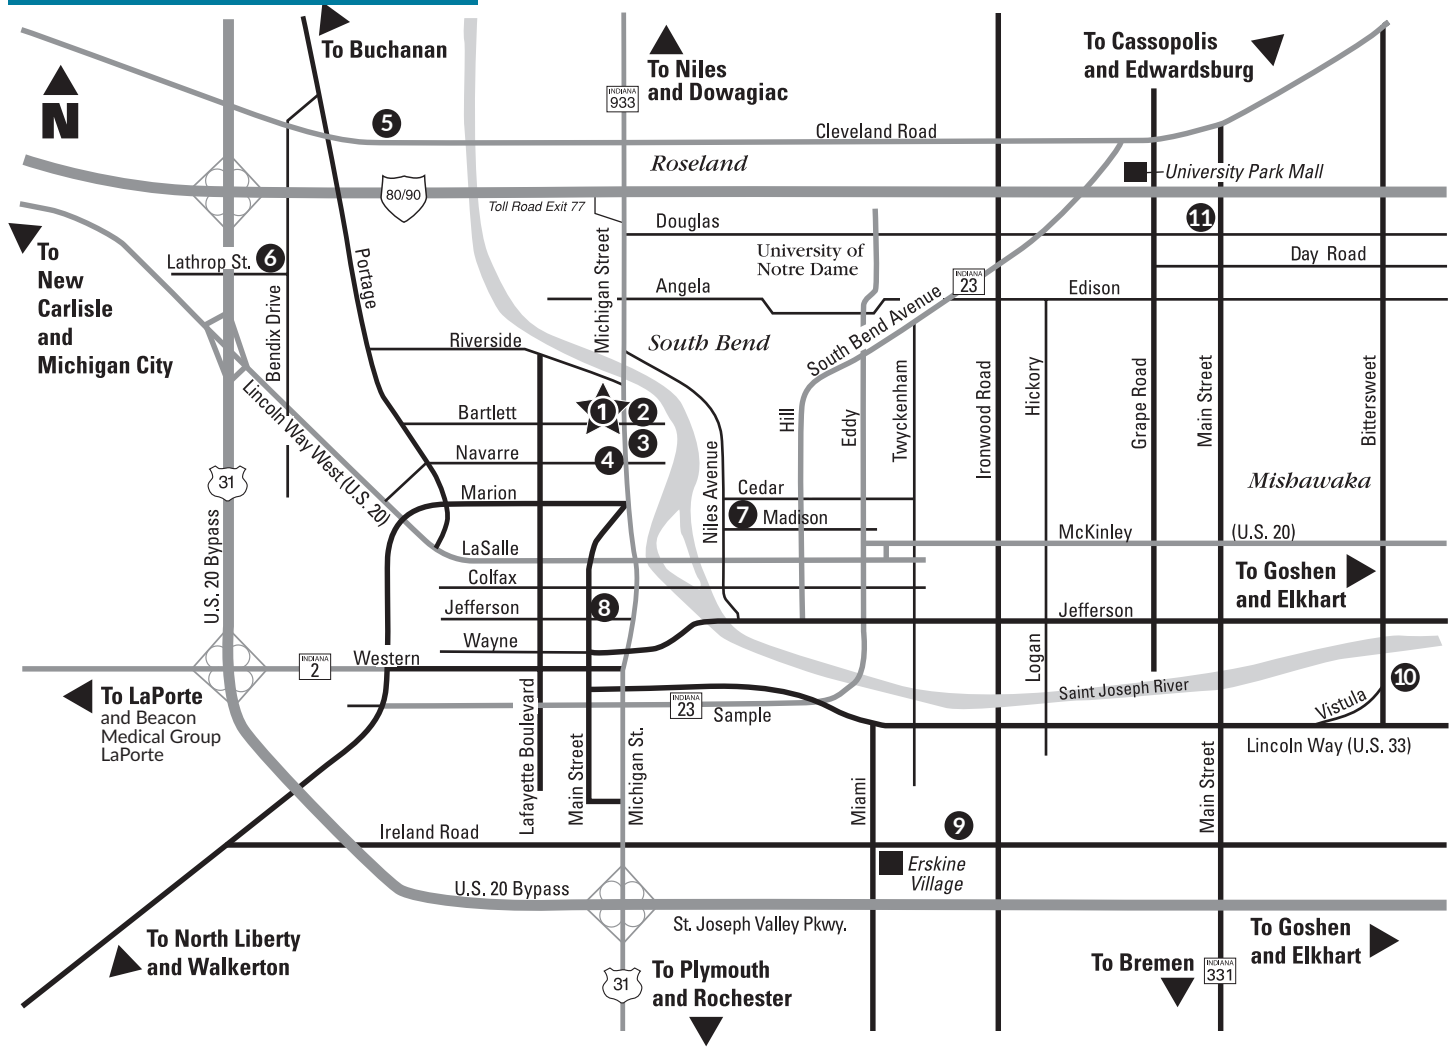 To Buchanan
To Niles
and Dowagiac
To Cassopolis
and Edwardsburg
N
INDIANA
933
5
Cleveland Road
Roseland
University Park Mall
80/90
Toll Road Exit 77
Douglas
11
To
New
Carlisle
and
Michigan City
Lathrop St.
6
Portage
Michigan Street
University of
Notre Dame
INDIANA
23
Day Road
Angela
Edison
Bendix Drive
Riverside
South Bend
South Bend Avenue
Lincoln Way West (U.S. 20)
Bartlett
1
2
3
Hill
Eddy
Twyckenham
Ironwood Road
Hickory
Grape Road
Main Street
Bittersweet
Navarre
4
Niles Avenue
31
Marion
Cedar
7
Madison
Mishawaka
U.S. 20 Bypass
LaSalle
McKinley
(U.S. 20)
Colfax
To Goshen
and Elkhart
Jefferson
8
Jefferson
Wayne
Western
INDIANA
2
Logan
Saint Joseph River
10
To LaPorte
and Beacon
Medical Group
LaPorte
INDIANA
23
Sample
Vistula
Lafayette Boulevard
Main Street
Michigan St.
Lincoln Way (U.S. 33)
Miami
Main Street
Ireland Road
9
Erskine
Village
U.S. 20 Bypass
St. Joseph Valley Pkwy.
To North Liberty
and Walkerton
To Goshen
and Elkhart
31
To Plymouth
and Rochester
To Bremen
INDIANA
331